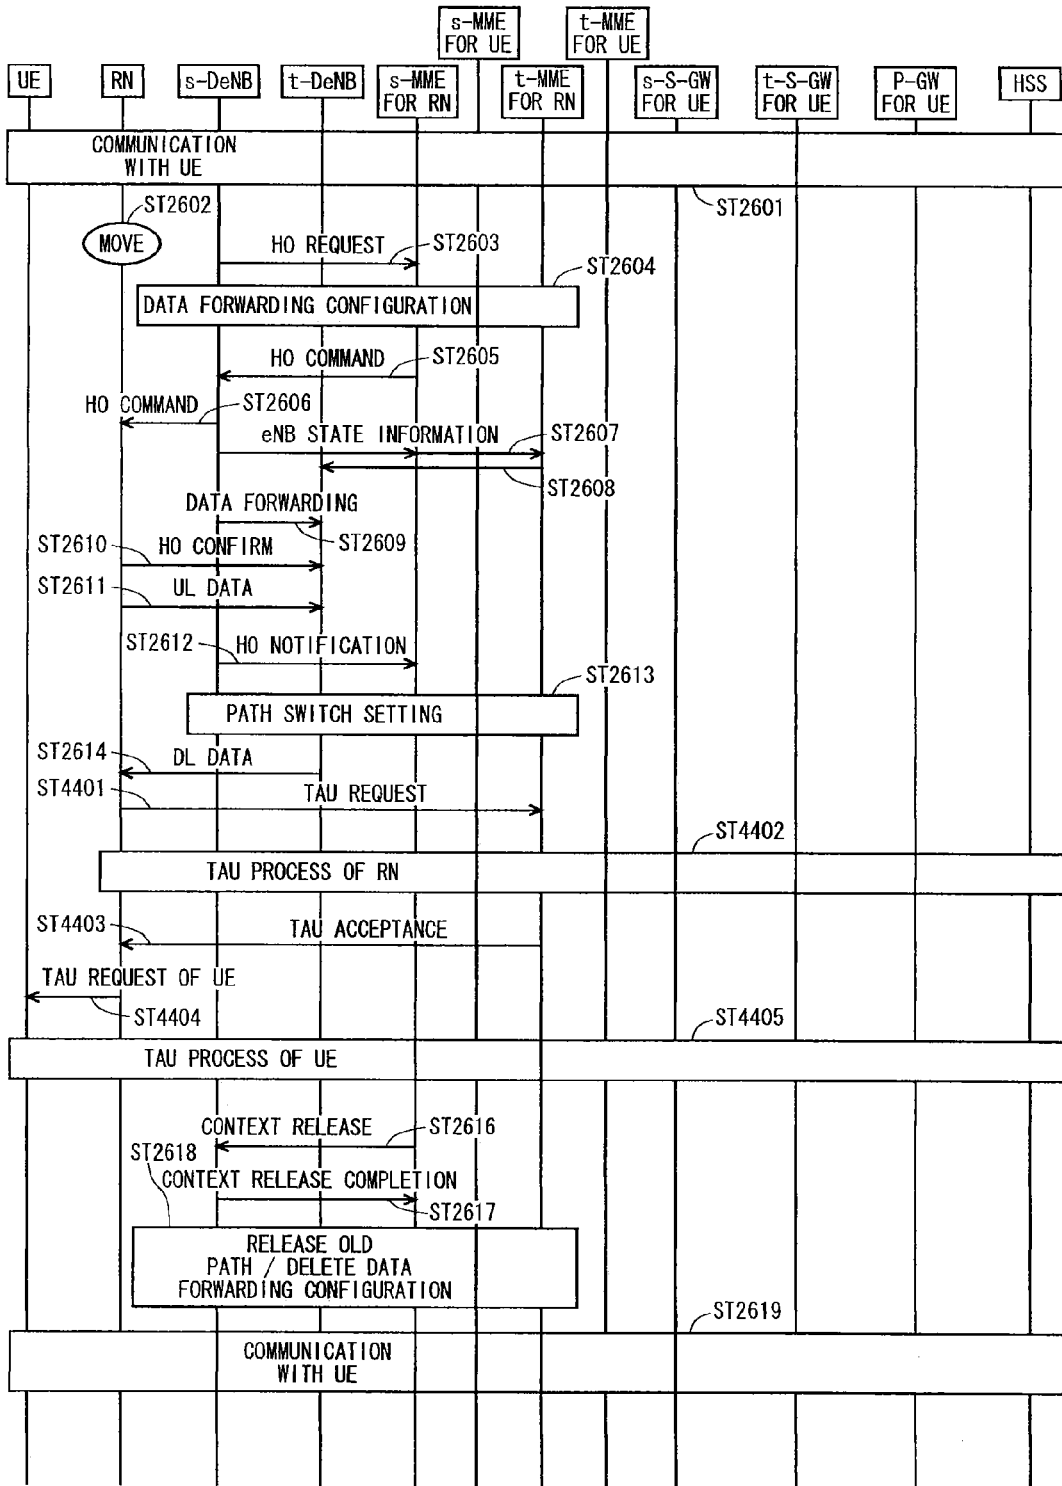 s-MME
FOR UE
t-MME
FOR UE
UE
RN
s-DeNB
t-DeNB
s-MME
FOR RN
t-MME
FOR RN
s-S-GW
FOR UE
t-S-GW
FOR UE
P-GW
FOR UE
HSS
COMMUNICATION
WITH UE
ST2601
ST2602
MOVE
HO REQUEST
ST2603
ST2604
DATA FORWARDING CONFIGURATION
HO COMMAND
ST2605
HO COMMAND
ST2606
eNB STATE INFORMATION
ST2607
ST2608
DATA FORWARDING
ST2609
ST2610
HO CONFIRM
ST2611
UL DATA
ST2612
HO NOTIFICATION
ST2613
PATH SWITCH SETTING
ST2614
DL DATA
ST4401
TAU REQUEST
ST4402
TAU PROCESS OF RN
ST4403
TAU ACCEPTANCE
TAU REQUEST OF UE
ST4404
ST4405
TAU PROCESS OF UE
CONTEXT RELEASE
ST2616
ST2618
CONTEXT RELEASE COMPLETION
ST2617
RELEASE OLD
PATH / DELETE DATA
FORWARDING CONFIGURATION
ST2619
COMMUNICATION
WITH UE